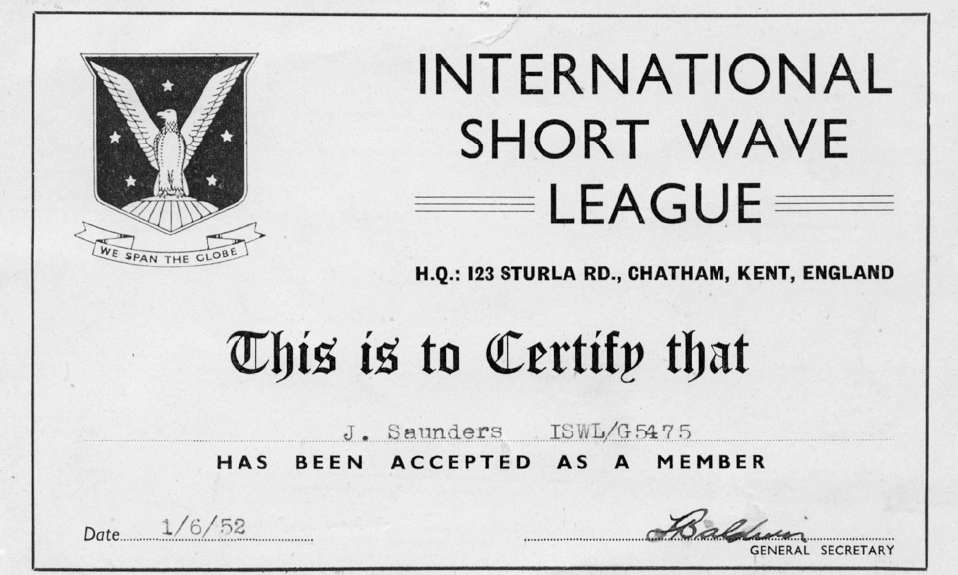 INTERNATIONAL
SHORT WAVE
LEAGUE
WE SPAN THE GLOBE
H.Q.: 123 STURLA RD., CHATHAM, KENT, ENGLAND
This is to Certify that
J. Saunders ISWL/G5475
HAS BEEN ACCEPTED AS A MEMBER
Date 1/6/52
Baldwin
GENERAL SECRETARY